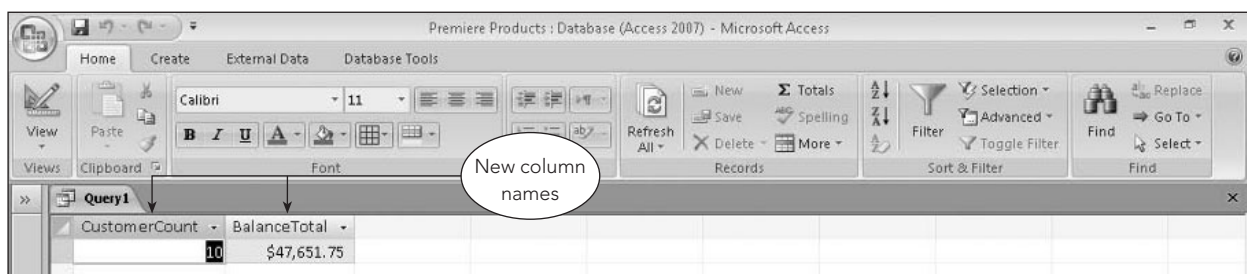 Premiere Products : Database (Access 2007) - Microsoft Access
Home Create External Data Database Tools
View
Views
Paste
Clipboard
Calibri 11
B I U A
Font
ab
Refresh All
New
Save
Delete
Σ Totals
Spelling
More
Records
A Z
Z A
Filter
Selection
Advanced
Toggle Filter
Sort & Filter
Find
Replace
Go To
Select
Find
New column
names
Query1
CustomerCount BalanceTotal
10 $47,651.75